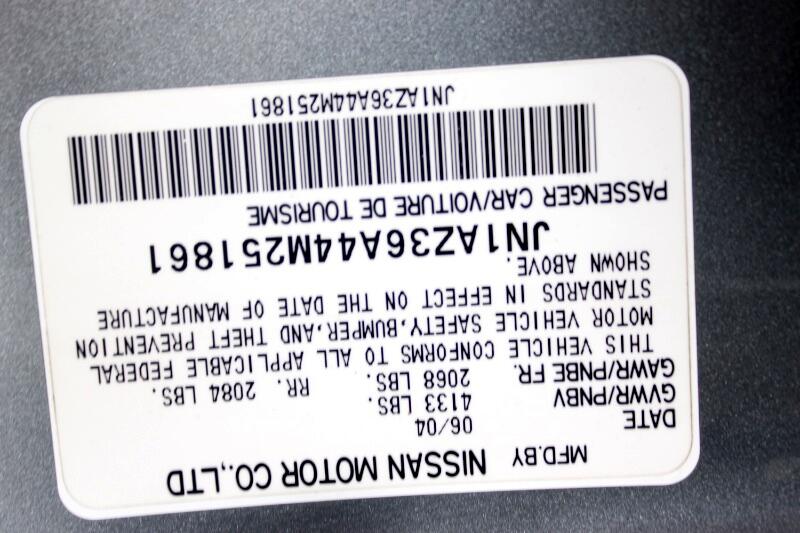 MFD.BY NISSAN MOTOR CO.,LTD
DATE 06/04
GVWR/PNBV 4133 LBS.
GAWR/PNBE FR. 2068 LBS. RR. 2084 LBS.
THIS VEHICLE CONFORMS TO ALL APPLICABLE FEDERAL
MOTOR VEHICLE SAFETY,BUMPER,AND THEFT PREVENTION
STANDARDS IN EFFECT ON THE DATE OF MANUFACTURE
SHOWN ABOVE.
JN1AZ36A44M251861
PASSENGER CAR/VOITURE DE TOURISME
JN1AZ36A44M251861